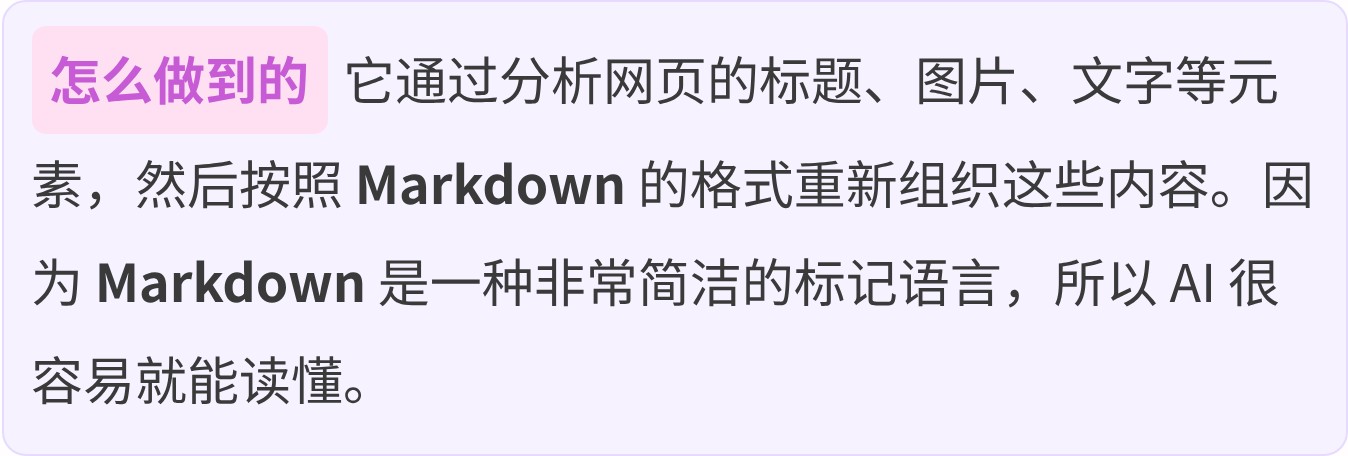 怎么做到的 它通过分析网页的标题、图片、文字等元
素，然后按照 Markdown 的格式重新组织这些内容。因
为 Markdown 是一种非常简洁的标记语言，所以 AI 很
容易就能读懂。